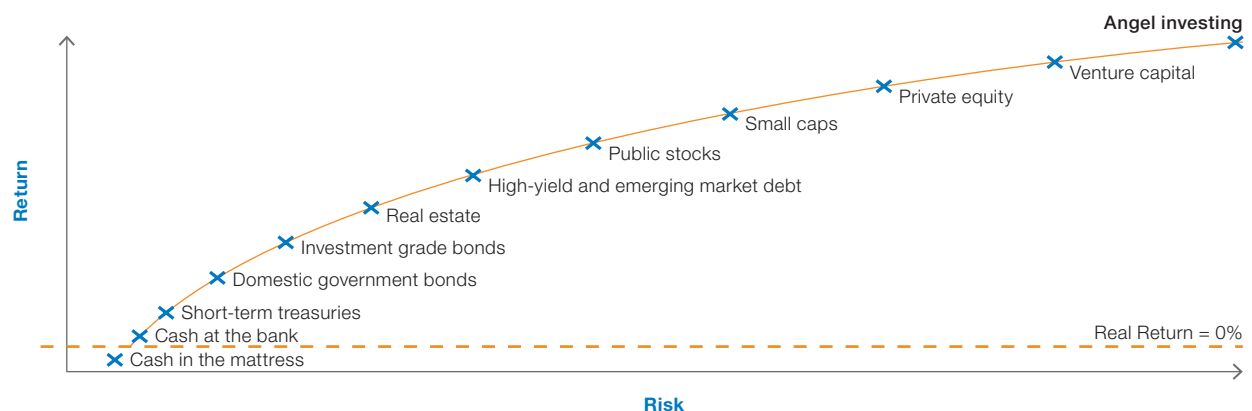 Angel investing
Venture capital
Private equity
Small caps
Public stocks
High-yield and emerging market debt
Real estate
Investment grade bonds
Domestic government bonds
Short-term treasuries
Cash at the bank
Real Return = 0%
Cash in the mattress
Return
Risk